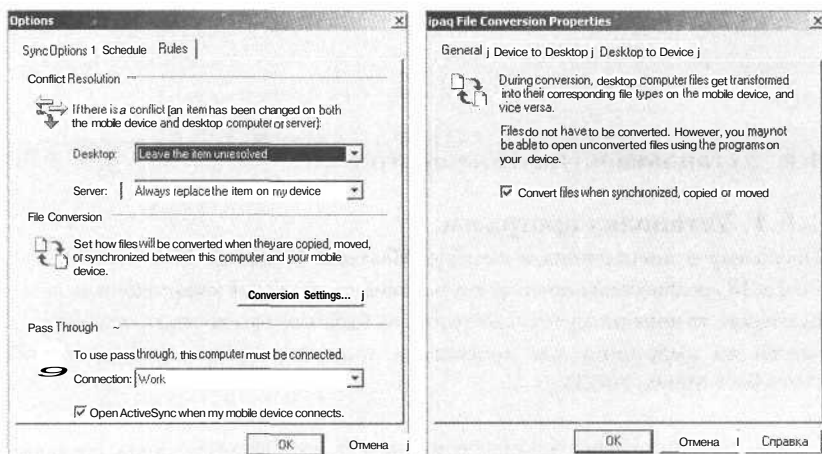 Options
Sync Options 1 Schedule Rules
Conflict Resolution
If there is a conflict [an item has been changed on both
the mobile device and desktop computer or server):
Desktop: Leave the item unresolved
Server: Always replace the item on my device
File Conversion
Set how files will be converted when they are copied, moved,
or synchronized between this computer and your mobile
device.
Conversion Settings... j
Pass Through ~
To use pass through, this computer must be connected.
Connection: Work
Open ActiveSync when my mobile device connects.
OK Отмена j
ipaq File Conversion Properties
General j Device to Desktop j Desktop to Device j
During conversion, desktop computer files get transformed
into their corresponding file types on the mobile device, and
vice versa.
Files do not have to be converted. However, you may not
be able to open unconverted files using the programs on
your device.
Convert files when synchronized, copied or moved
OK Отмена I Справка